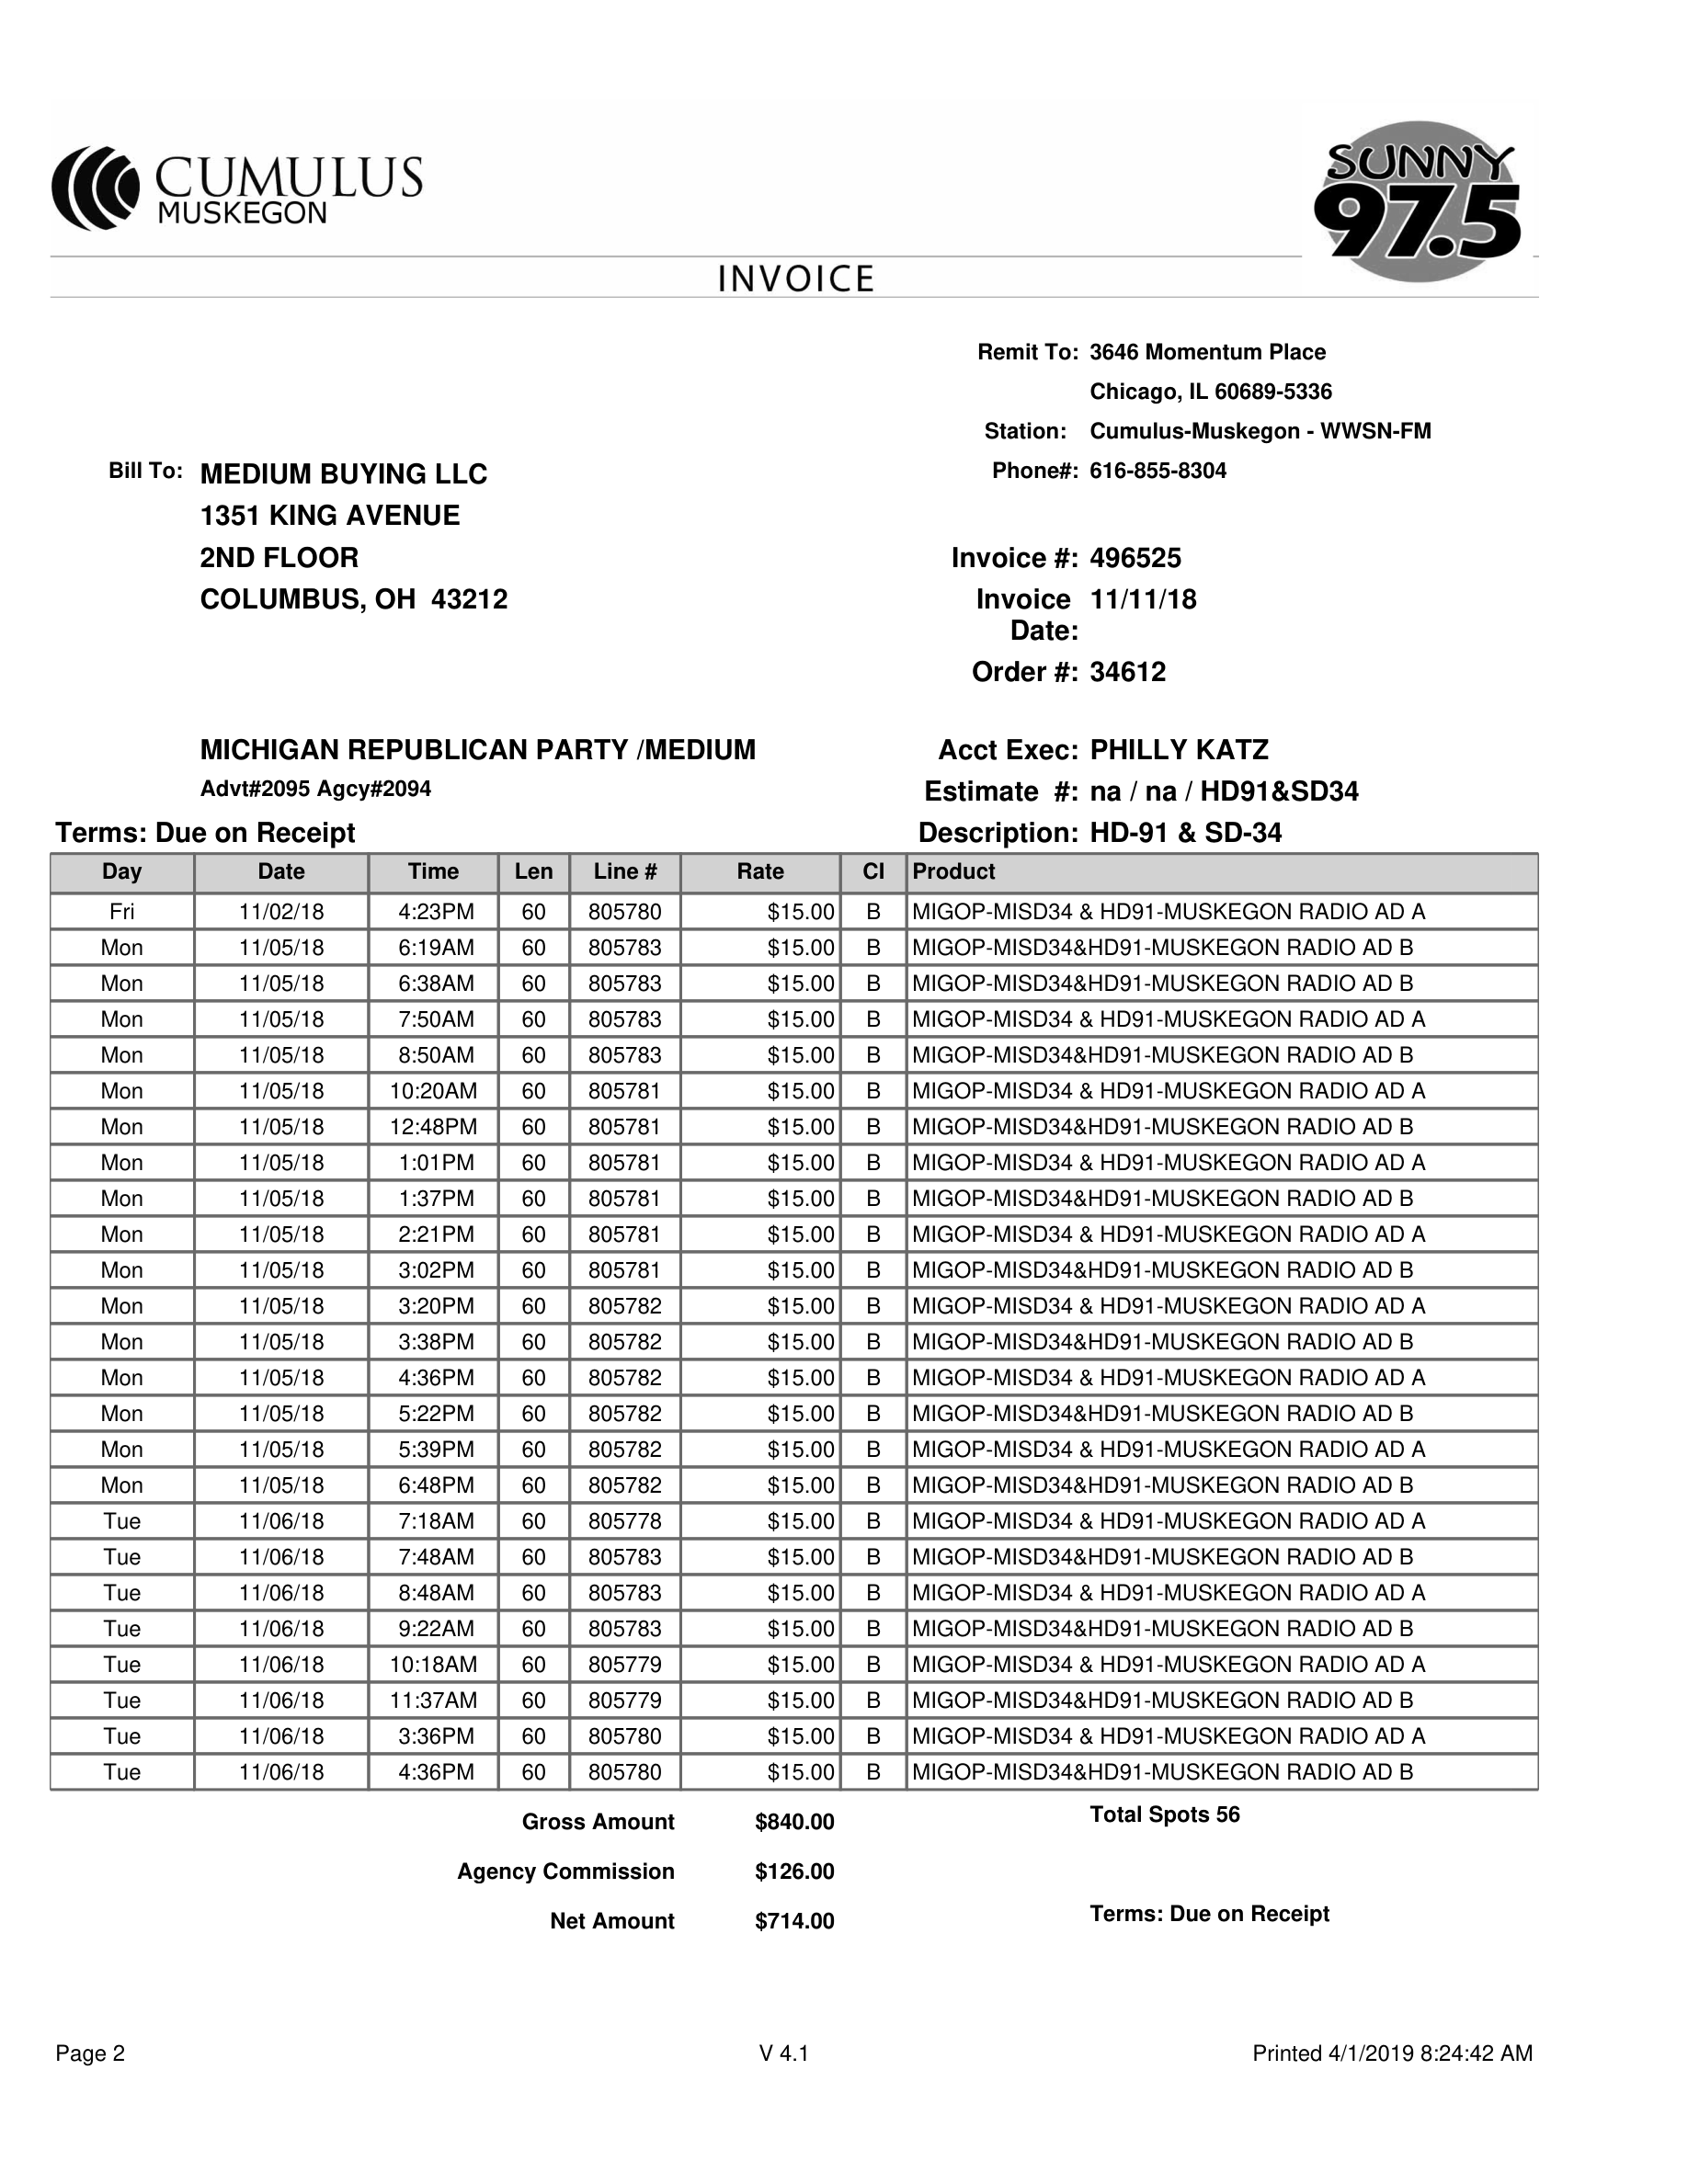 CUMULUS
MUSKEGON
SUNNY
97.5
INVOICE
Remit To: 3646 Momentum Place
Chicago, IL 60689-5336
Station: Cumulus-Muskegon - WWSN-FM
Bill To: MEDIUM BUYING LLC Phone#: 616-855-8304
1351 KING AVENUE
2ND FLOOR Invoice #: 496525
COLUMBUS, OH 43212 Invoice 11/11/18
Date:
Order #: 34612
MICHIGAN REPUBLICAN PARTY /MEDIUM Acct Exec: PHILLY KATZ
Advt#2095 Agcy#2094 Estimate #: na / na / HD91&SD34
Terms: Due on Receipt Description: HD-91 & SD-34
Day Date Time Len Line # Rate Cl Product
Fri 11/02/18 4:23PM 60 805780 $15.00 B MIGOP-MISD34 & HD91-MUSKEGON RADIO AD A
Mon 11/05/18 6:19AM 60 805783 $15.00 B MIGOP-MISD34&HD91-MUSKEGON RADIO AD B
Mon 11/05/18 6:38AM 60 805783 $15.00 B MIGOP-MISD34&HD91-MUSKEGON RADIO AD B
Mon 11/05/18 7:50AM 60 805783 $15.00 B MIGOP-MISD34 & HD91-MUSKEGON RADIO AD A
Mon 11/05/18 8:50AM 60 805783 $15.00 B MIGOP-MISD34&HD91-MUSKEGON RADIO AD B
Mon 11/05/18 10:20AM 60 805781 $15.00 B MIGOP-MISD34 & HD91-MUSKEGON RADIO AD A
Mon 11/05/18 12:48PM 60 805781 $15.00 B MIGOP-MISD34&HD91-MUSKEGON RADIO AD B
Mon 11/05/18 1:01PM 60 805781 $15.00 B MIGOP-MISD34 & HD91-MUSKEGON RADIO AD A
Mon 11/05/18 1:37PM 60 805781 $15.00 B MIGOP-MISD34&HD91-MUSKEGON RADIO AD B
Mon 11/05/18 2:21PM 60 805781 $15.00 B MIGOP-MISD34 & HD91-MUSKEGON RADIO AD A
Mon 11/05/18 3:02PM 60 805781 $15.00 B MIGOP-MISD34&HD91-MUSKEGON RADIO AD B
Mon 11/05/18 3:20PM 60 805782 $15.00 B MIGOP-MISD34 & HD91-MUSKEGON RADIO AD A
Mon 11/05/18 3:38PM 60 805782 $15.00 B MIGOP-MISD34&HD91-MUSKEGON RADIO AD B
Mon 11/05/18 4:36PM 60 805782 $15.00 B MIGOP-MISD34 & HD91-MUSKEGON RADIO AD A
Mon 11/05/18 5:22PM 60 805782 $15.00 B MIGOP-MISD34&HD91-MUSKEGON RADIO AD B
Mon 11/05/18 5:39PM 60 805782 $15.00 B MIGOP-MISD34 & HD91-MUSKEGON RADIO AD A
Mon 11/05/18 6:48PM 60 805782 $15.00 B MIGOP-MISD34&HD91-MUSKEGON RADIO AD B
Tue 11/06/18 7:18AM 60 805778 $15.00 B MIGOP-MISD34 & HD91-MUSKEGON RADIO AD A
Tue 11/06/18 7:48AM 60 805783 $15.00 B MIGOP-MISD34&HD91-MUSKEGON RADIO AD B
Tue 11/06/18 8:48AM 60 805783 $15.00 B MIGOP-MISD34 & HD91-MUSKEGON RADIO AD A
Tue 11/06/18 9:22AM 60 805783 $15.00 B MIGOP-MISD34&HD91-MUSKEGON RADIO AD B
Tue 11/06/18 10:18AM 60 805779 $15.00 B MIGOP-MISD34 & HD91-MUSKEGON RADIO AD A
Tue 11/06/18 11:37AM 60 805779 $15.00 B MIGOP-MISD34&HD91-MUSKEGON RADIO AD B
Tue 11/06/18 3:36PM 60 805780 $15.00 B MIGOP-MISD34 & HD91-MUSKEGON RADIO AD A
Tue 11/06/18 4:36PM 60 805780 $15.00 B MIGOP-MISD34&HD91-MUSKEGON RADIO AD B
Gross Amount $840.00 Total Spots 56
Agency Commission $126.00
Net Amount $714.00 Terms: Due on Receipt
Page 2 V 4.1 Printed 4/1/2019 8:24:42 AM